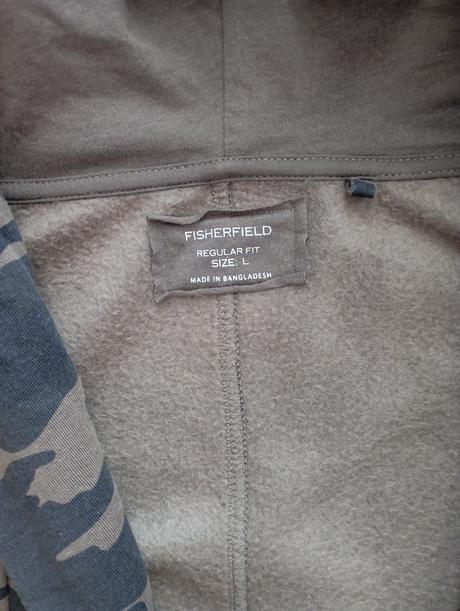 FISHERFIELD
REGULAR FIT
SIZE: L
MADE IN BANGLADESH